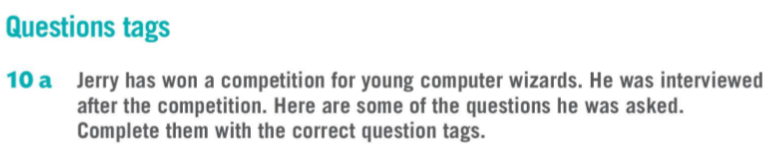 Questions tags
10 a Jerry has won a competition for young computer wizards. He was interviewed
after the competition. Here are some of the questions he was asked.
Complete them with the correct question tags.